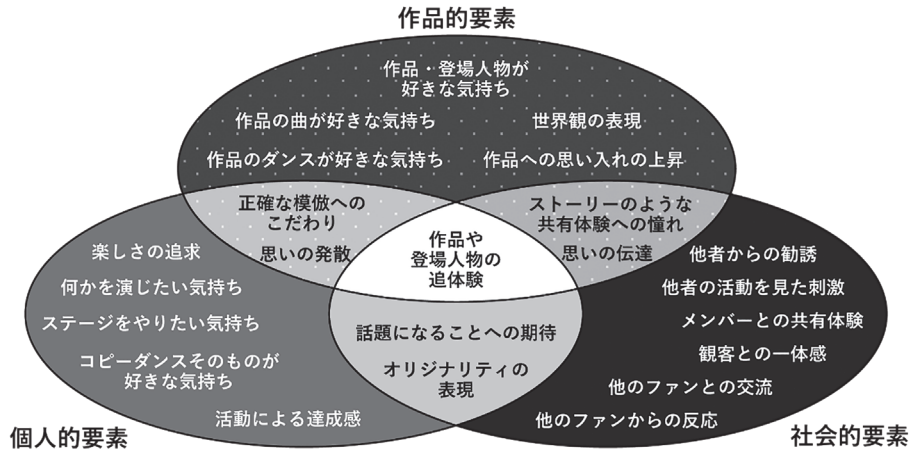 作品的要素
作品・登場人物が
好きな気持ち
作品の曲が好きな気持ち
世界観の表現
作品のダンスが好きな気持ち
作品への思い入れの上昇
正確な模倣への
こだわり
思いの発散
ストーリーのような
共有体験への憧れ
思いの伝達
作品や
登場人物の
追体験
楽しさの追求
何かを演じたい気持ち
ステージをやりたい気持ち
コピーダンスそのものが
好きな気持ち
活動による達成感
話題になることへの期待
オリジナリティの
表現
他者からの勧誘
他者の活動を見た刺激
メンバーとの共有体験
観客との一体感
他のファンとの交流
他のファンからの反応
個人的要素
社会的要素